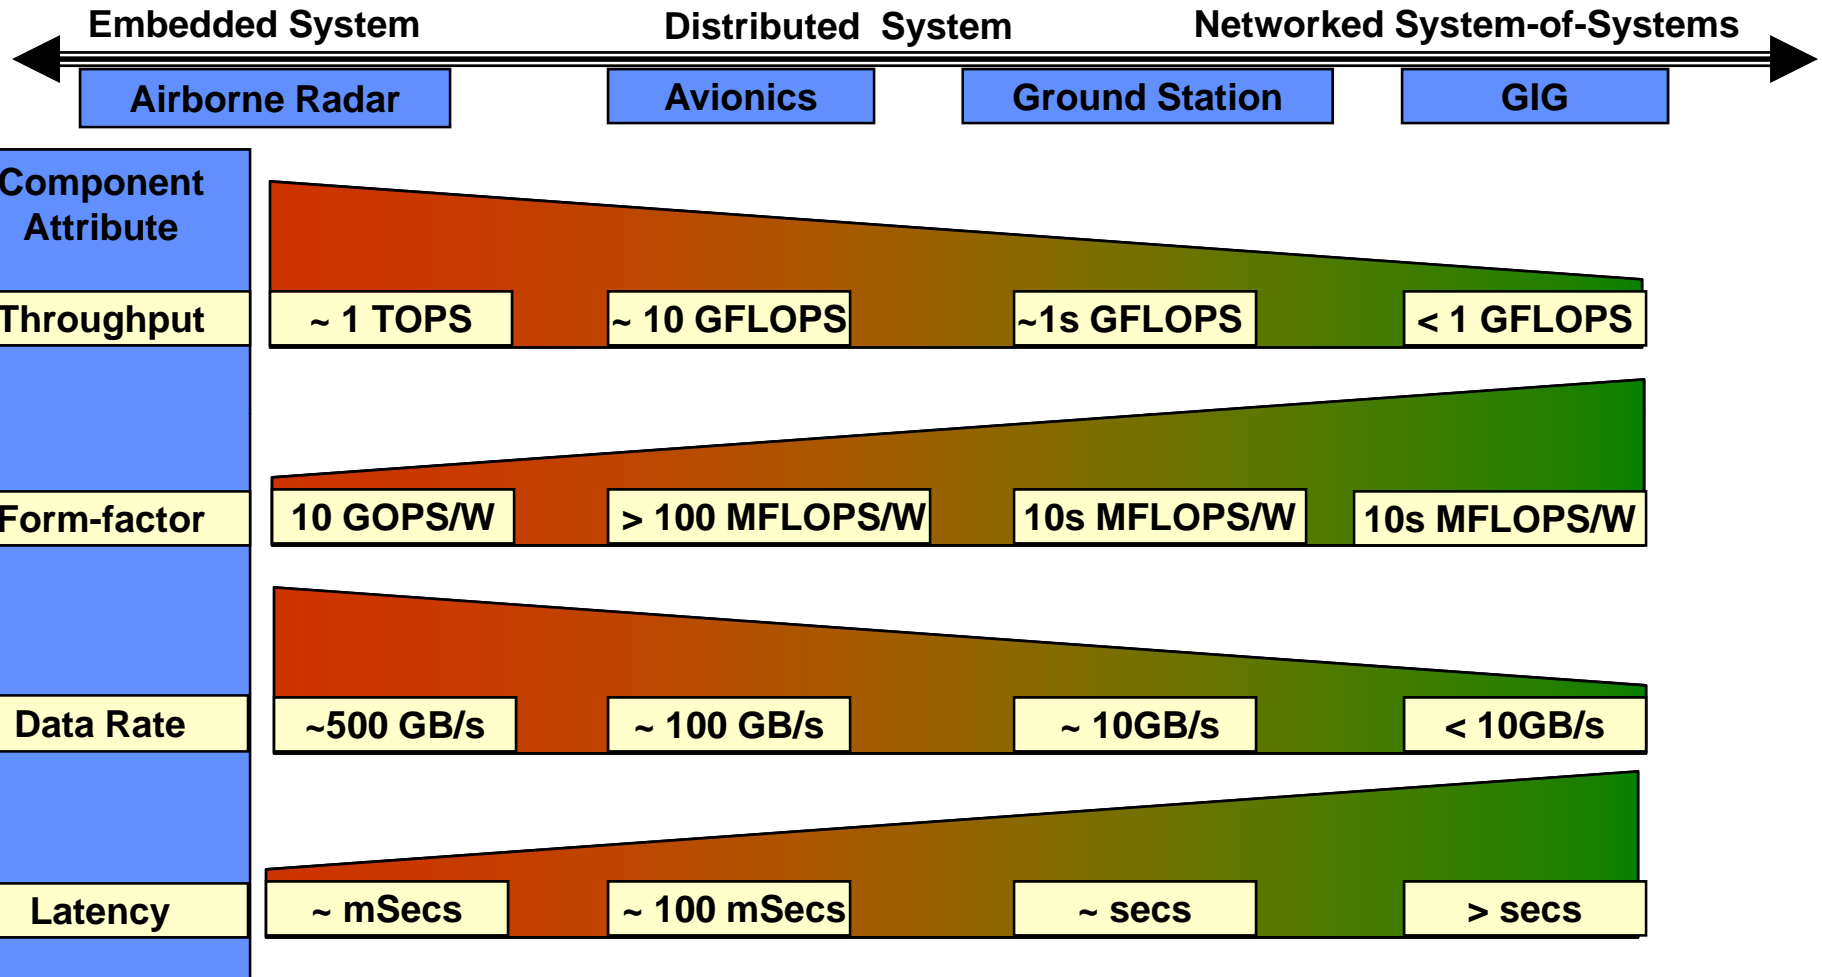 Embedded System Distributed System Networked System-of-Systems
Airborne Radar Avionics Ground Station GIG
Component
Attribute
Throughput ~ 1 TOPS ~ 10 GFLOPS ~1s GFLOPS < 1 GFLOPS
Form-factor 10 GOPS/W > 100 MFLOPS/W 10s MFLOPS/W 10s MFLOPS/W
Data Rate ~500 GB/s ~ 100 GB/s ~ 10GB/s < 10GB/s
Latency ~ mSecs ~ 100 mSecs ~ secs > secs